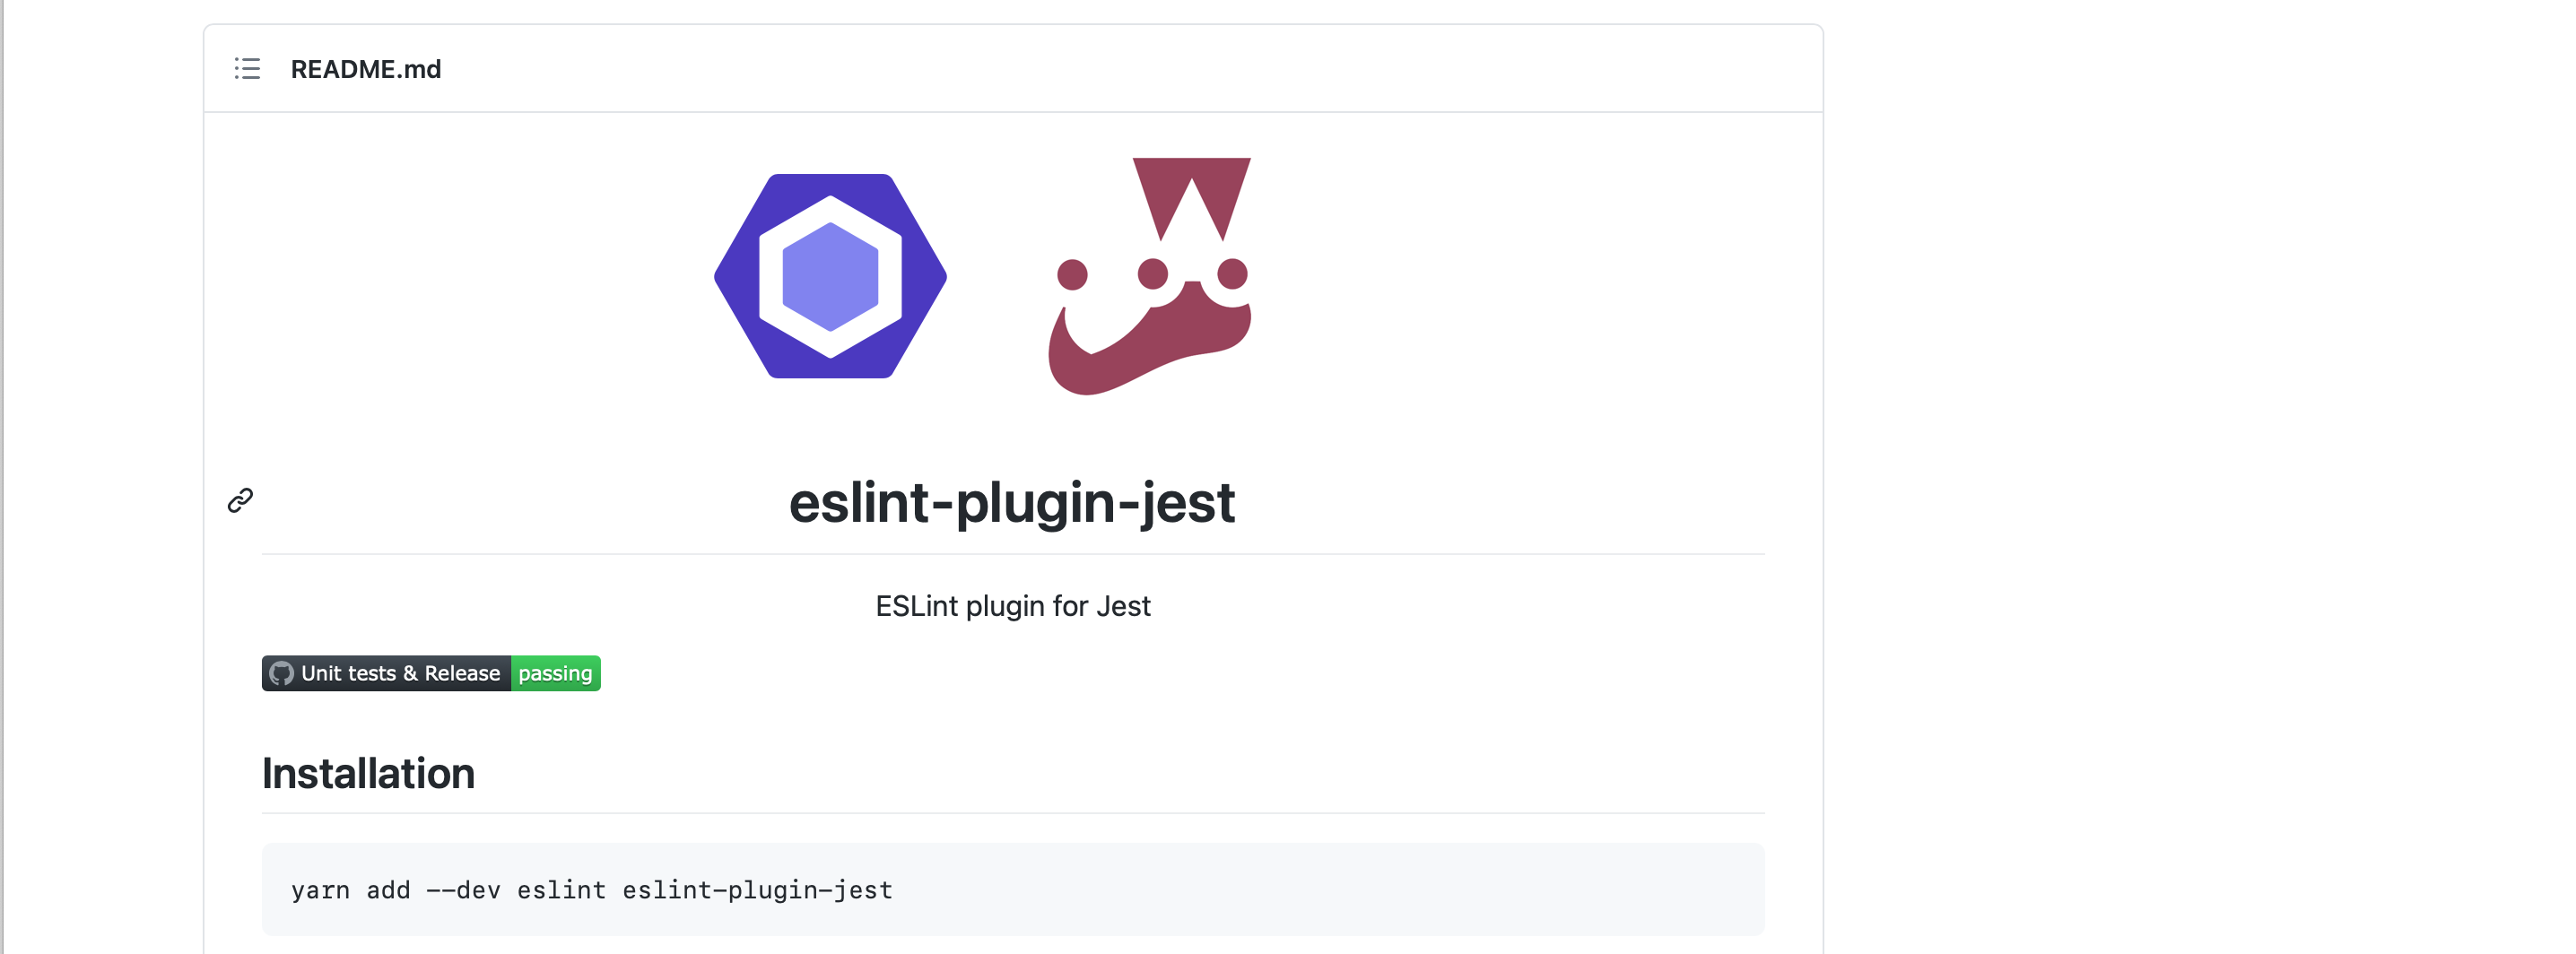 README.md
eslint-plugin-jest
ESLint plugin for Jest
Unit tests & Release passing
Installation
yarn add --dev eslint eslint-plugin-jest